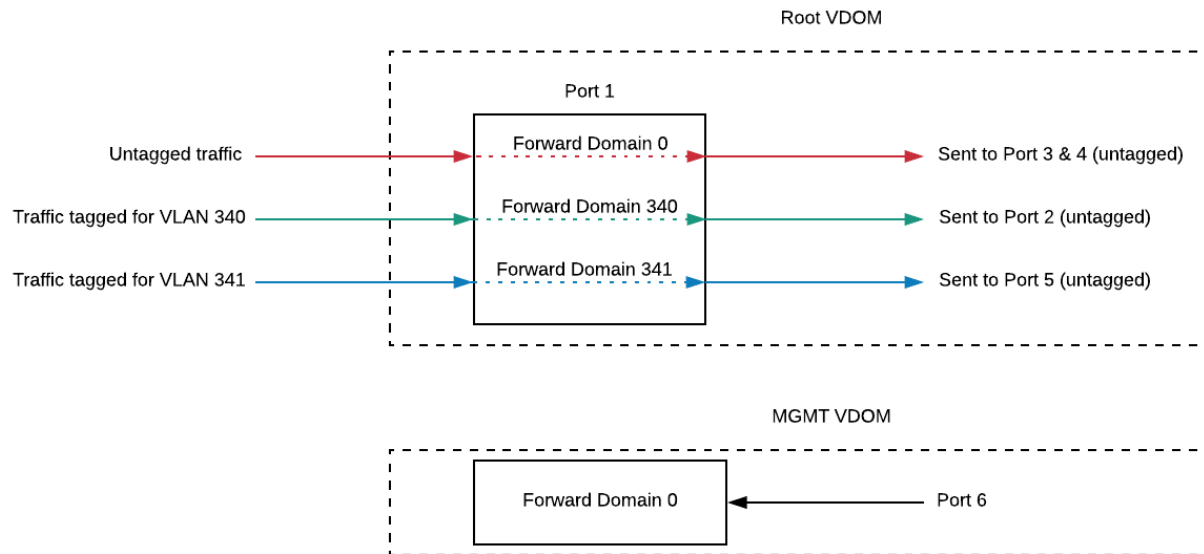 Root VDOM
Port 1
Untagged traffic
Forward Domain 0
Sent to Port 3 & 4 (untagged)
Traffic tagged for VLAN 340
Forward Domain 340
Sent to Port 2 (untagged)
Traffic tagged for VLAN 341
Forward Domain 341
Sent to Port 5 (untagged)
MGMT VDOM
Forward Domain 0
Port 6